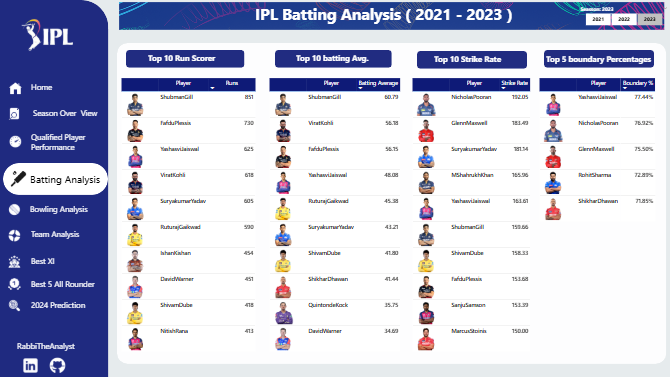 IPL
IPL Batting Analysis ( 2021 - 2023 )
Season: 2023
2021 2022 2023
Home
Season Over View
Qualified Player
Performance
Batting Analysis
Bowling Analysis
Team Analysis
Best XI
Best 5 All Rounder
2024 Prediction
RabbiTheAnalyst
Top 10 Run Scorer
Player Runs
ShubmanGill 851
FafduPlessis 730
YashasviJaiswal 625
ViratKohli 618
SuryakumarYadav 605
RuturajGaikwad 590
IshanKishan 454
DavidWarner 451
ShivamDube 418
NitishRana 413
Top 10 batting Avg.
Player Batting Average
ShubmanGill 60.79
ViratKohli 56.18
FafduPlessis 56.15
YashasviJaiswal 48.08
RuturajGaikwad 45.38
SuryakumarYadav 43.21
ShivamDube 41.80
ShikharDhawan 41.44
QuintondeKock 35.75
DavidWarner 34.69
Top 10 Strike Rate
Player Strike Rate
NicholasPooran 192.05
GlennMaxwell 183.49
SuryakumarYadav 181.14
MShahrukhKhan 165.96
YashasviJaiswal 163.61
ShubmanGill 159.66
ShivamDube 158.33
FafduPlessis 153.68
SanjuSamson 153.39
MarcusStoinis 150.00
Top 5 boundary Percentages
Player Boundary %
YashasviJaiswal 77.44%
NicholasPooran 76.92%
GlennMaxwell 75.50%
RohitSharma 72.89%
ShikharDhawan 71.85%